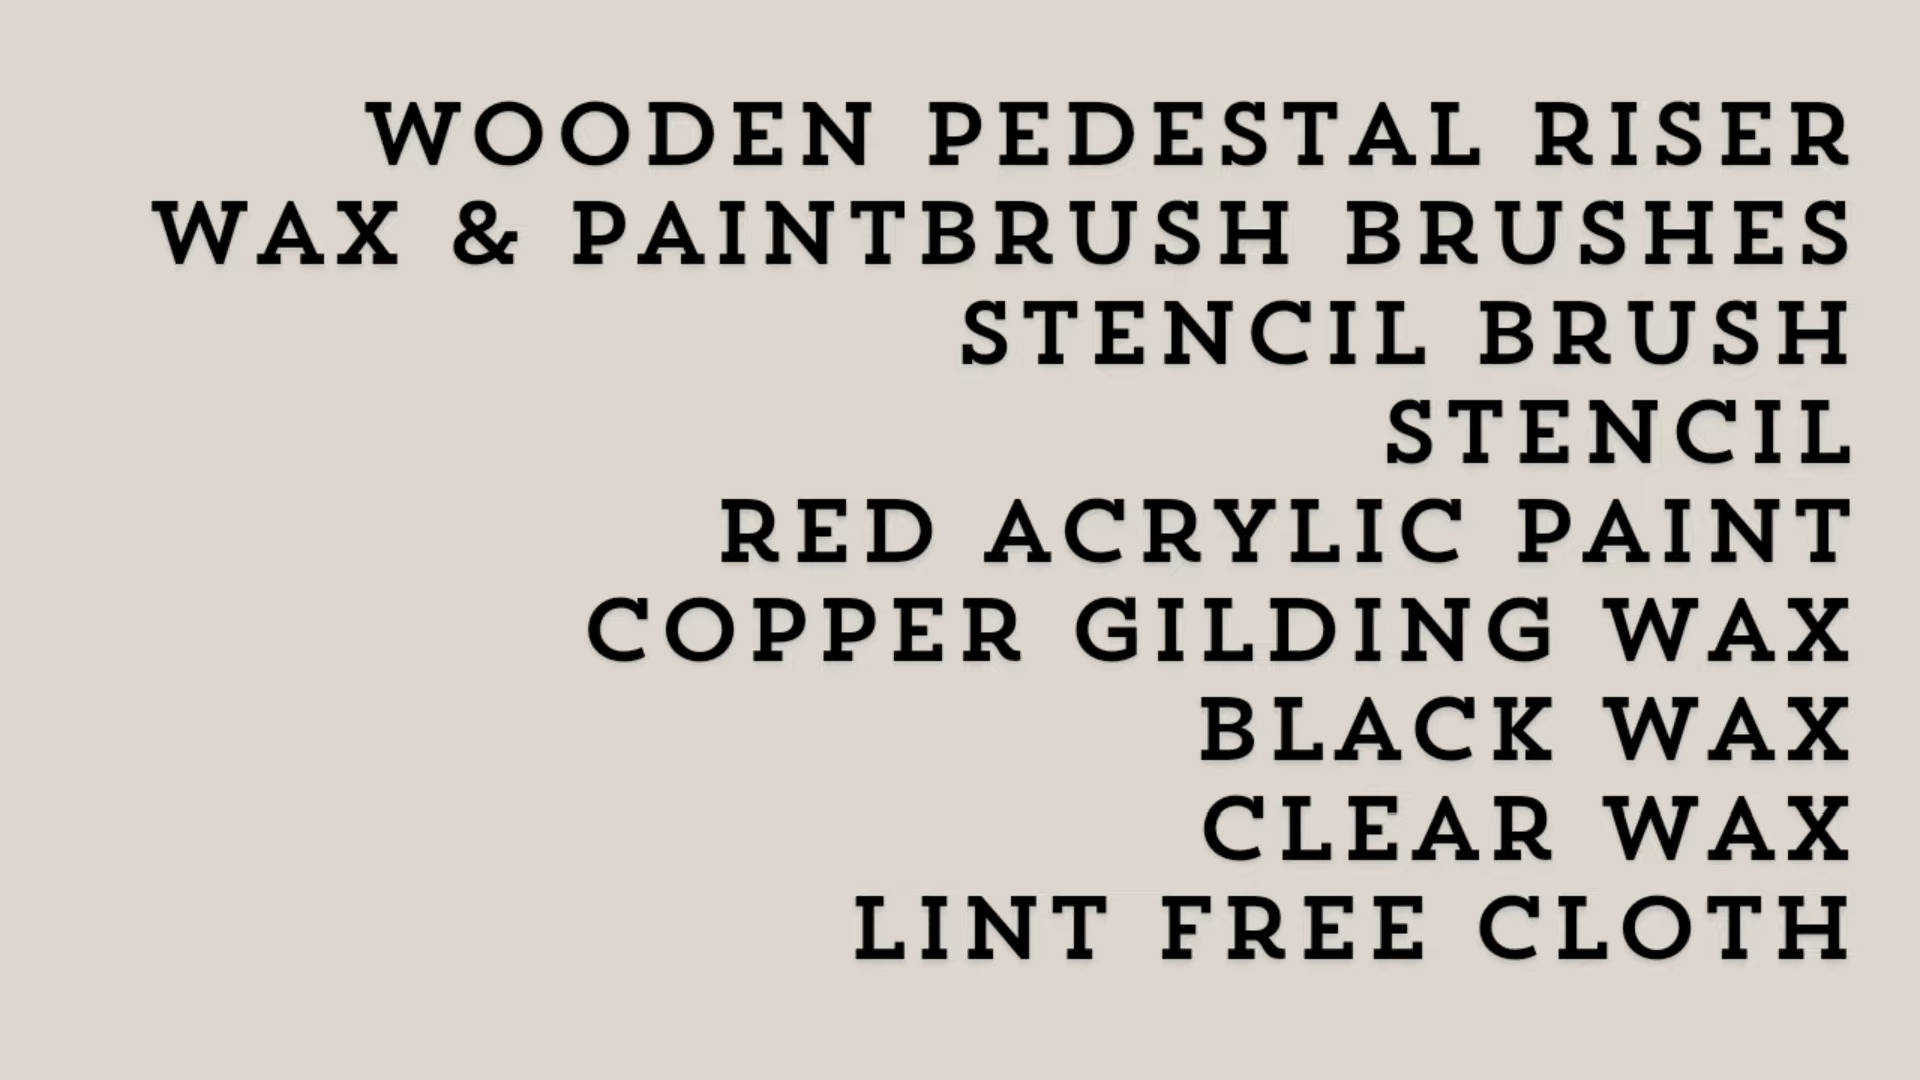 WOODEN PEDESTAL RISER
WAX & PAINTBRUSH BRUSHES
STENCIL BRUSH
STENCIL
RED ACRYLIC PAINT
COPPER GILDING WAX
BLACK WAX
CLEAR WAX
LINT FREE CLOTH